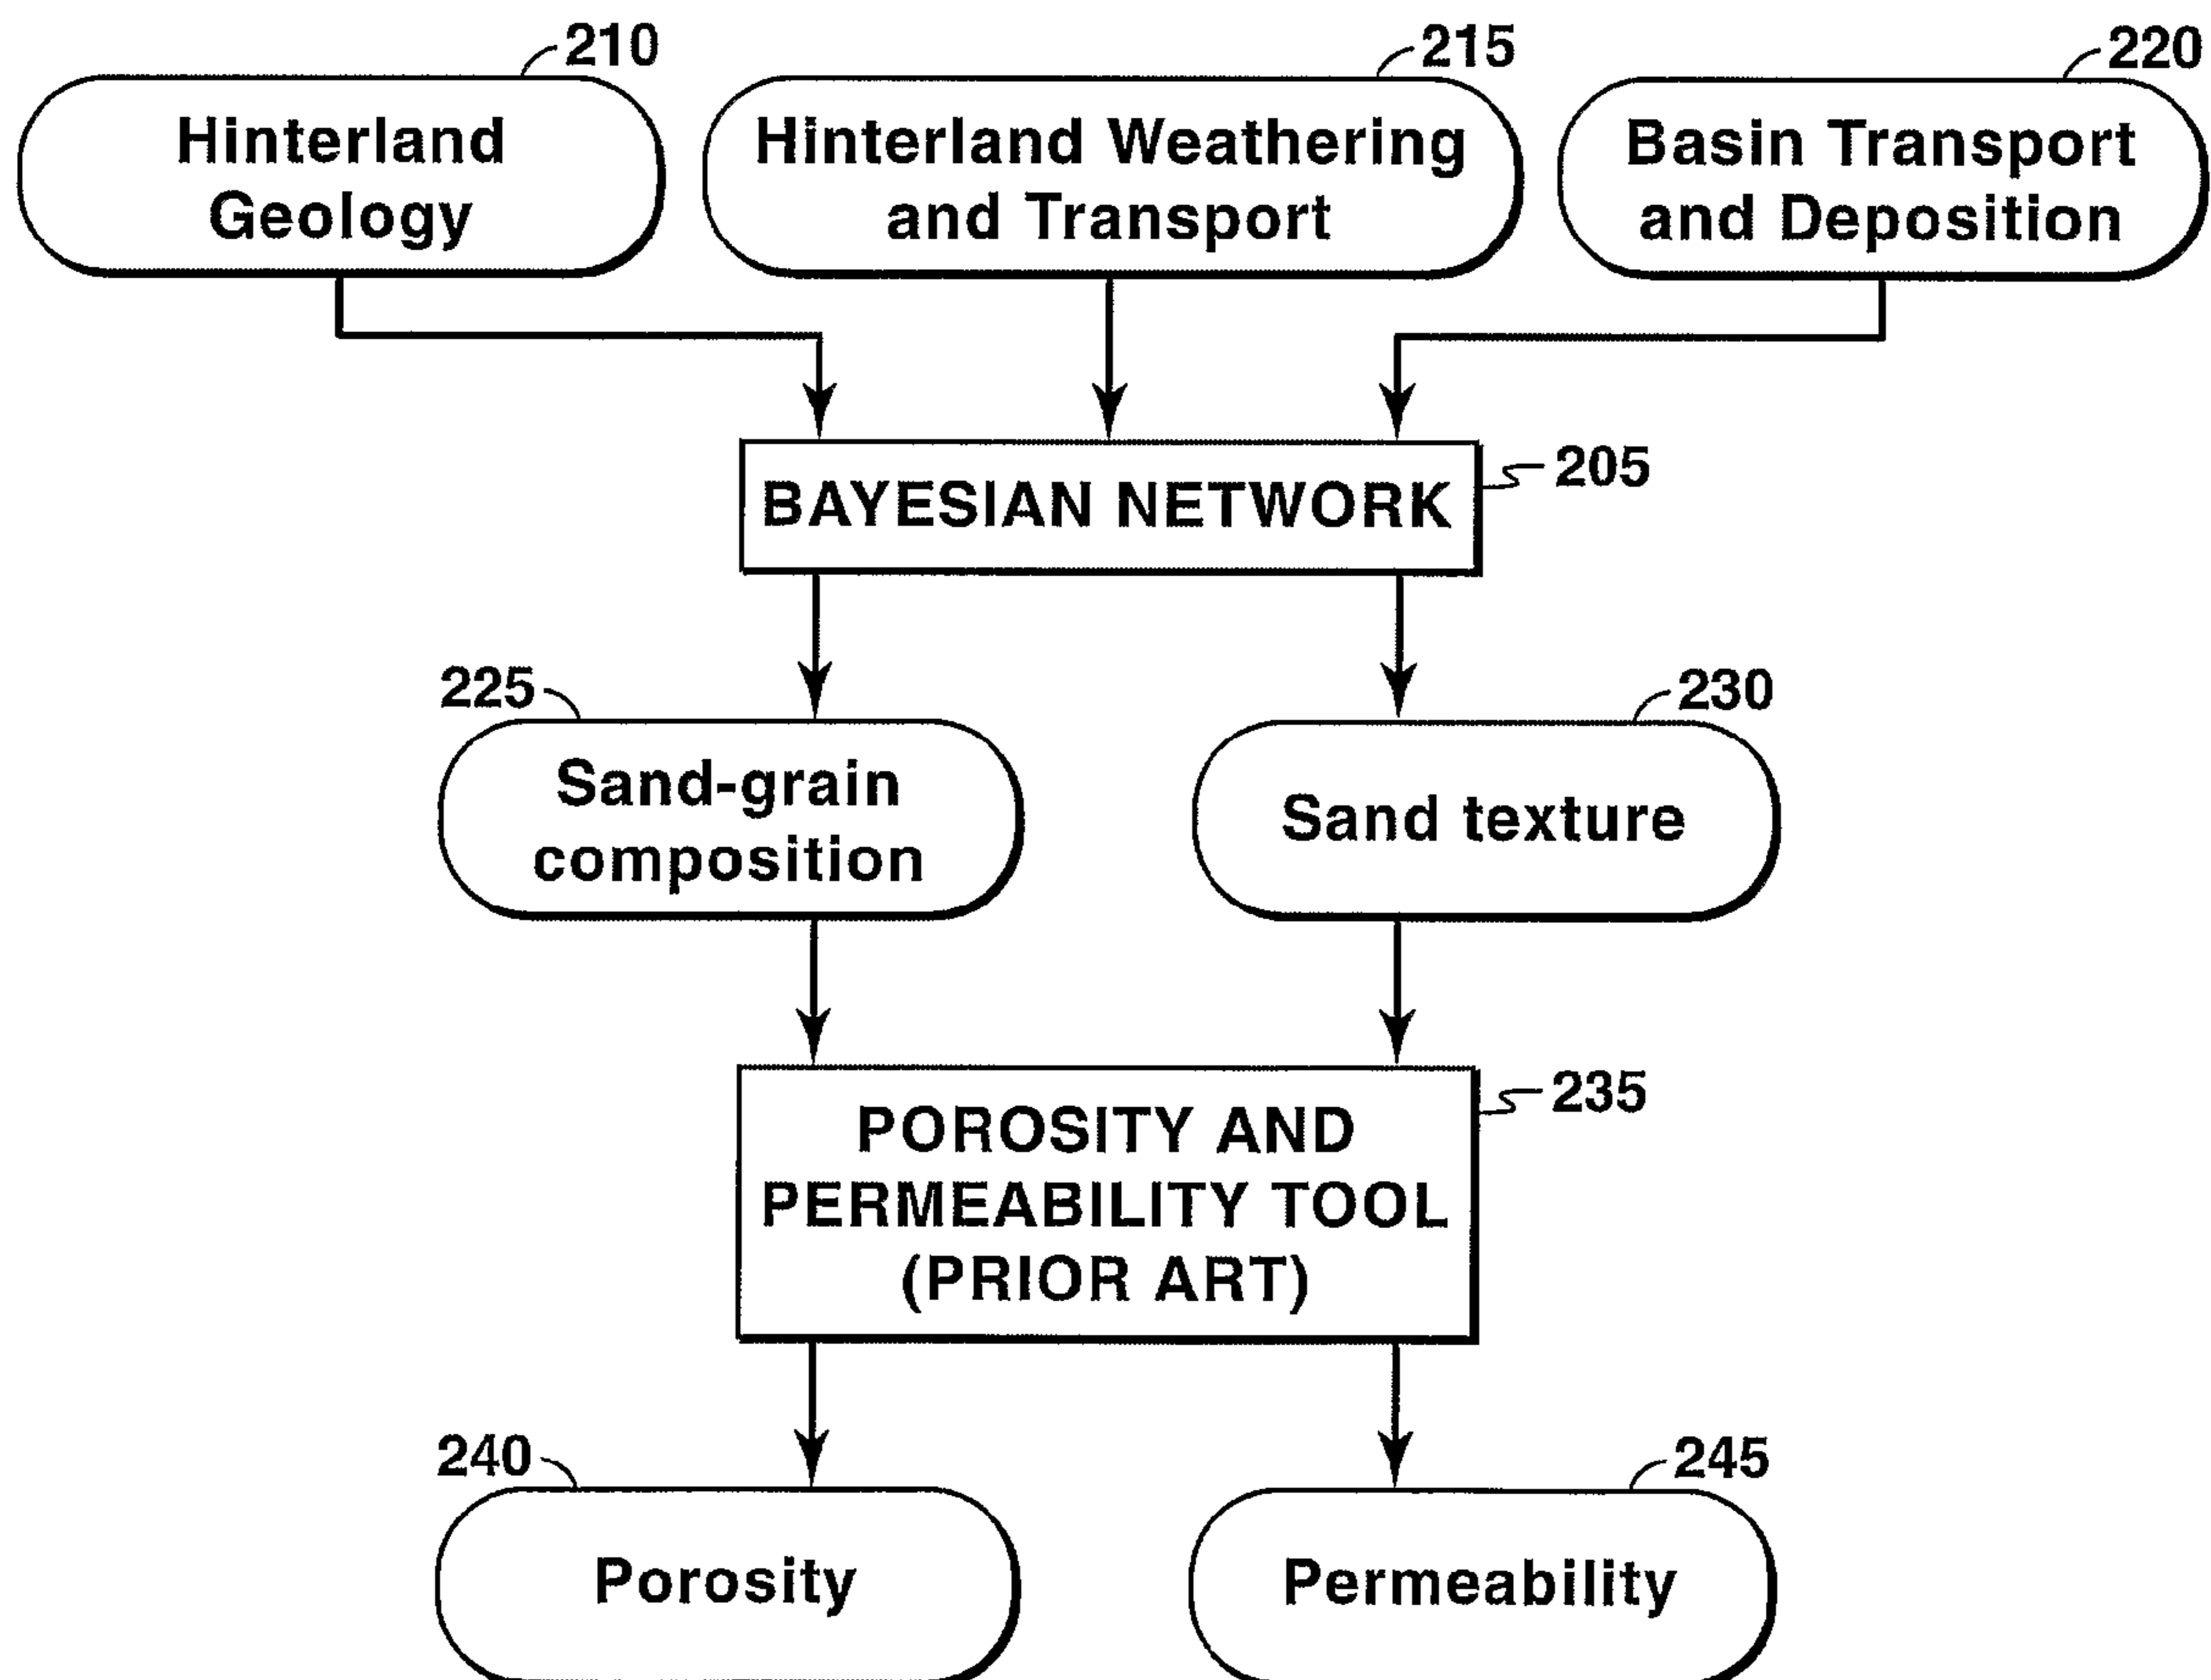 210
215
220
Hinterland
Geology
Hinterland Weathering
and Transport
Basin Transport
and Deposition
BAYESIAN NETWORK
205
225
230
Sand-grain
composition
Sand texture
POROSITY AND
PERMEABILITY TOOL
(PRIOR ART)
235
240
245
Porosity
Permeability